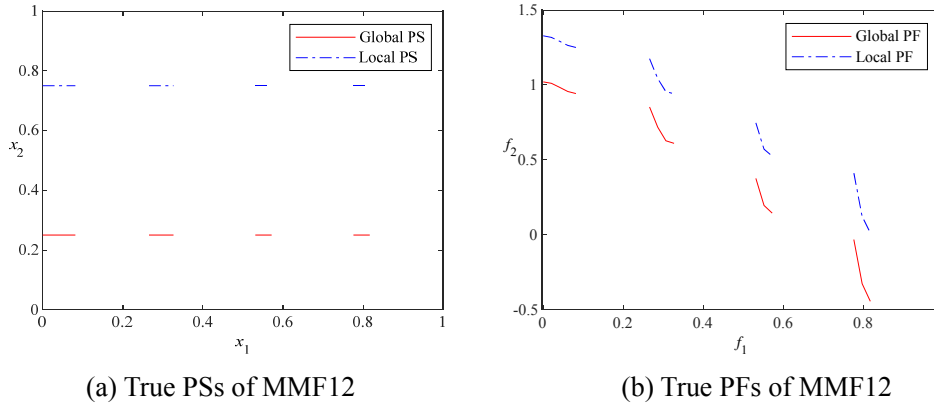 1
0.8
0.6
0.4
0.2
0
x2
0
0.2
0.4
0.6
0.8
1
x1
Global PS
Local PS
(a) True PSs of MMF12
1.5
1
0.5
0
-0.5
f2
0
0.2
0.4
0.6
0.8
f1
Global PF
Local PF
(b) True PFs of MMF12